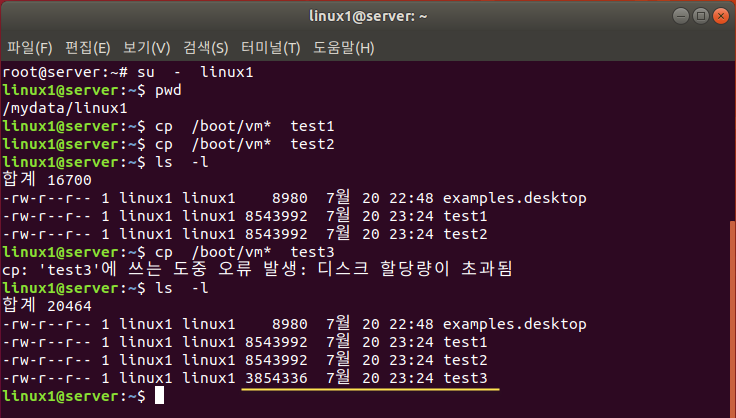 linux1@server: ~
파일(F) 편집(E) 보기(V) 검색(S) 터미널(T) 도움말(H)
root@server:~# su  -  linux1
linux1@server:~$ pwd
/mydata/linux1
linux1@server:~$ cp  /boot/vm*  test1
linux1@server:~$ cp  /boot/vm*  test2
linux1@server:~$ ls  -l
합계 16700
-rw-r--r-- 1 linux1 linux1    8980  7월 20 22:48 examples.desktop
-rw-r--r-- 1 linux1 linux1 8543992  7월 20 23:24 test1
-rw-r--r-- 1 linux1 linux1 8543992  7월 20 23:24 test2
linux1@server:~$ cp  /boot/vm*  test3
cp: 'test3'에 쓰는 도중 오류 발생: 디스크 할당량이 초과됨
linux1@server:~$ ls  -l
합계 20464
-rw-r--r-- 1 linux1 linux1    8980  7월 20 22:48 examples.desktop
-rw-r--r-- 1 linux1 linux1 8543992  7월 20 23:24 test1
-rw-r--r-- 1 linux1 linux1 8543992  7월 20 23:24 test2
-rw-r--r-- 1 linux1 linux1 3854336  7월 20 23:24 test3
linux1@server:~$